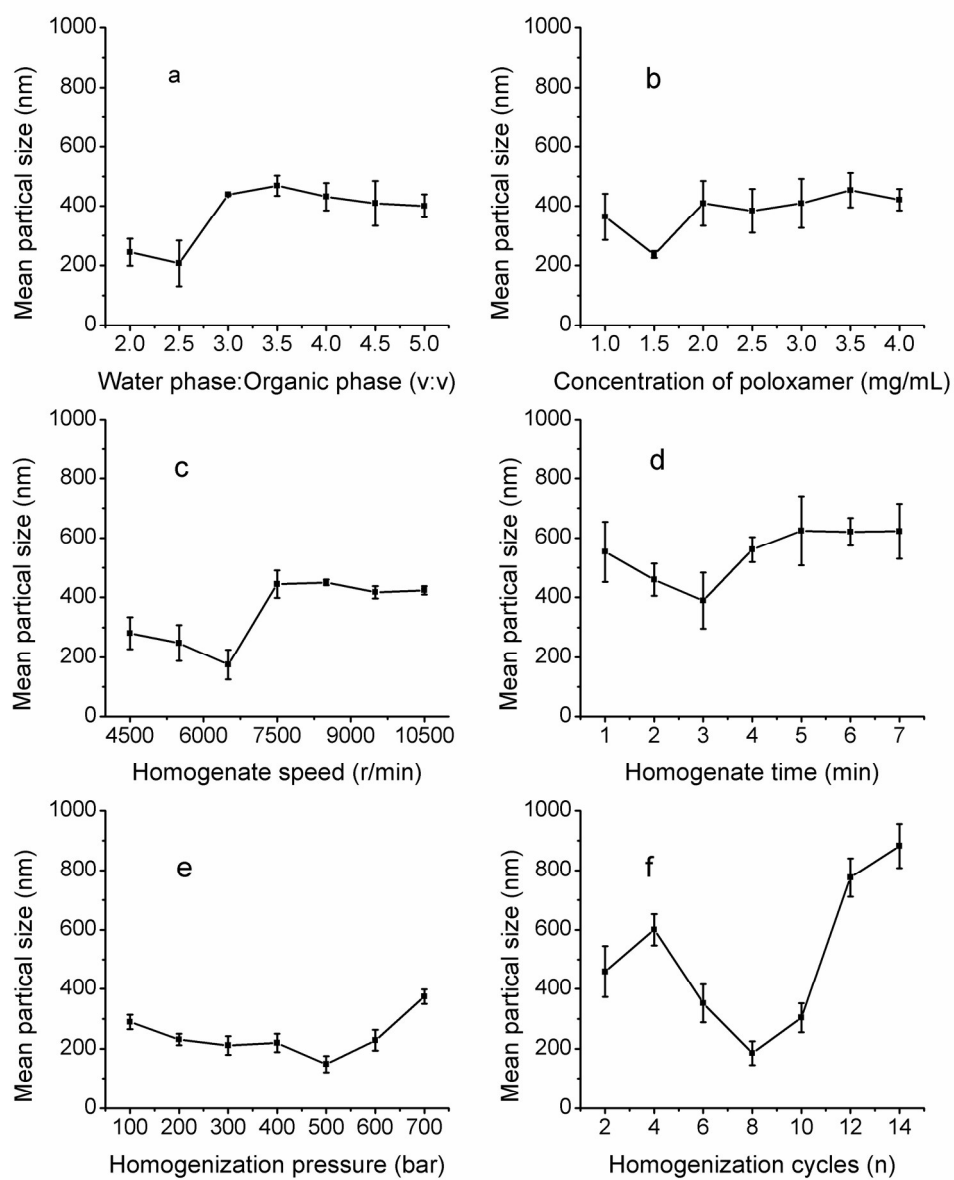 1000
800
600
400
200
0
Mean partical size (nm)
a
2.0 2.5 3.0 3.5 4.0 4.5 5.0
Water phase:Organic phase (v:v)
1000
800
600
400
200
0
Mean partical size (nm)
b
1.0 1.5 2.0 2.5 3.0 3.5 4.0
Concentration of poloxamer (mg/mL)
1000
800
600
400
200
0
Mean partical size (nm)
c
4500 6000 7500 9000 10500
Homogenate speed (r/min)
1000
800
600
400
200
0
Mean partical size (nm)
d
1 2 3 4 5 6 7
Homogenate time (min)
1000
800
600
400
200
0
Mean partical size (nm)
e
100 200 300 400 500 600 700
Homogenization pressure (bar)
1000
800
600
400
200
0
Mean partical size (nm)
f
2 4 6 8 10 12 14
Homogenization cycles (n)